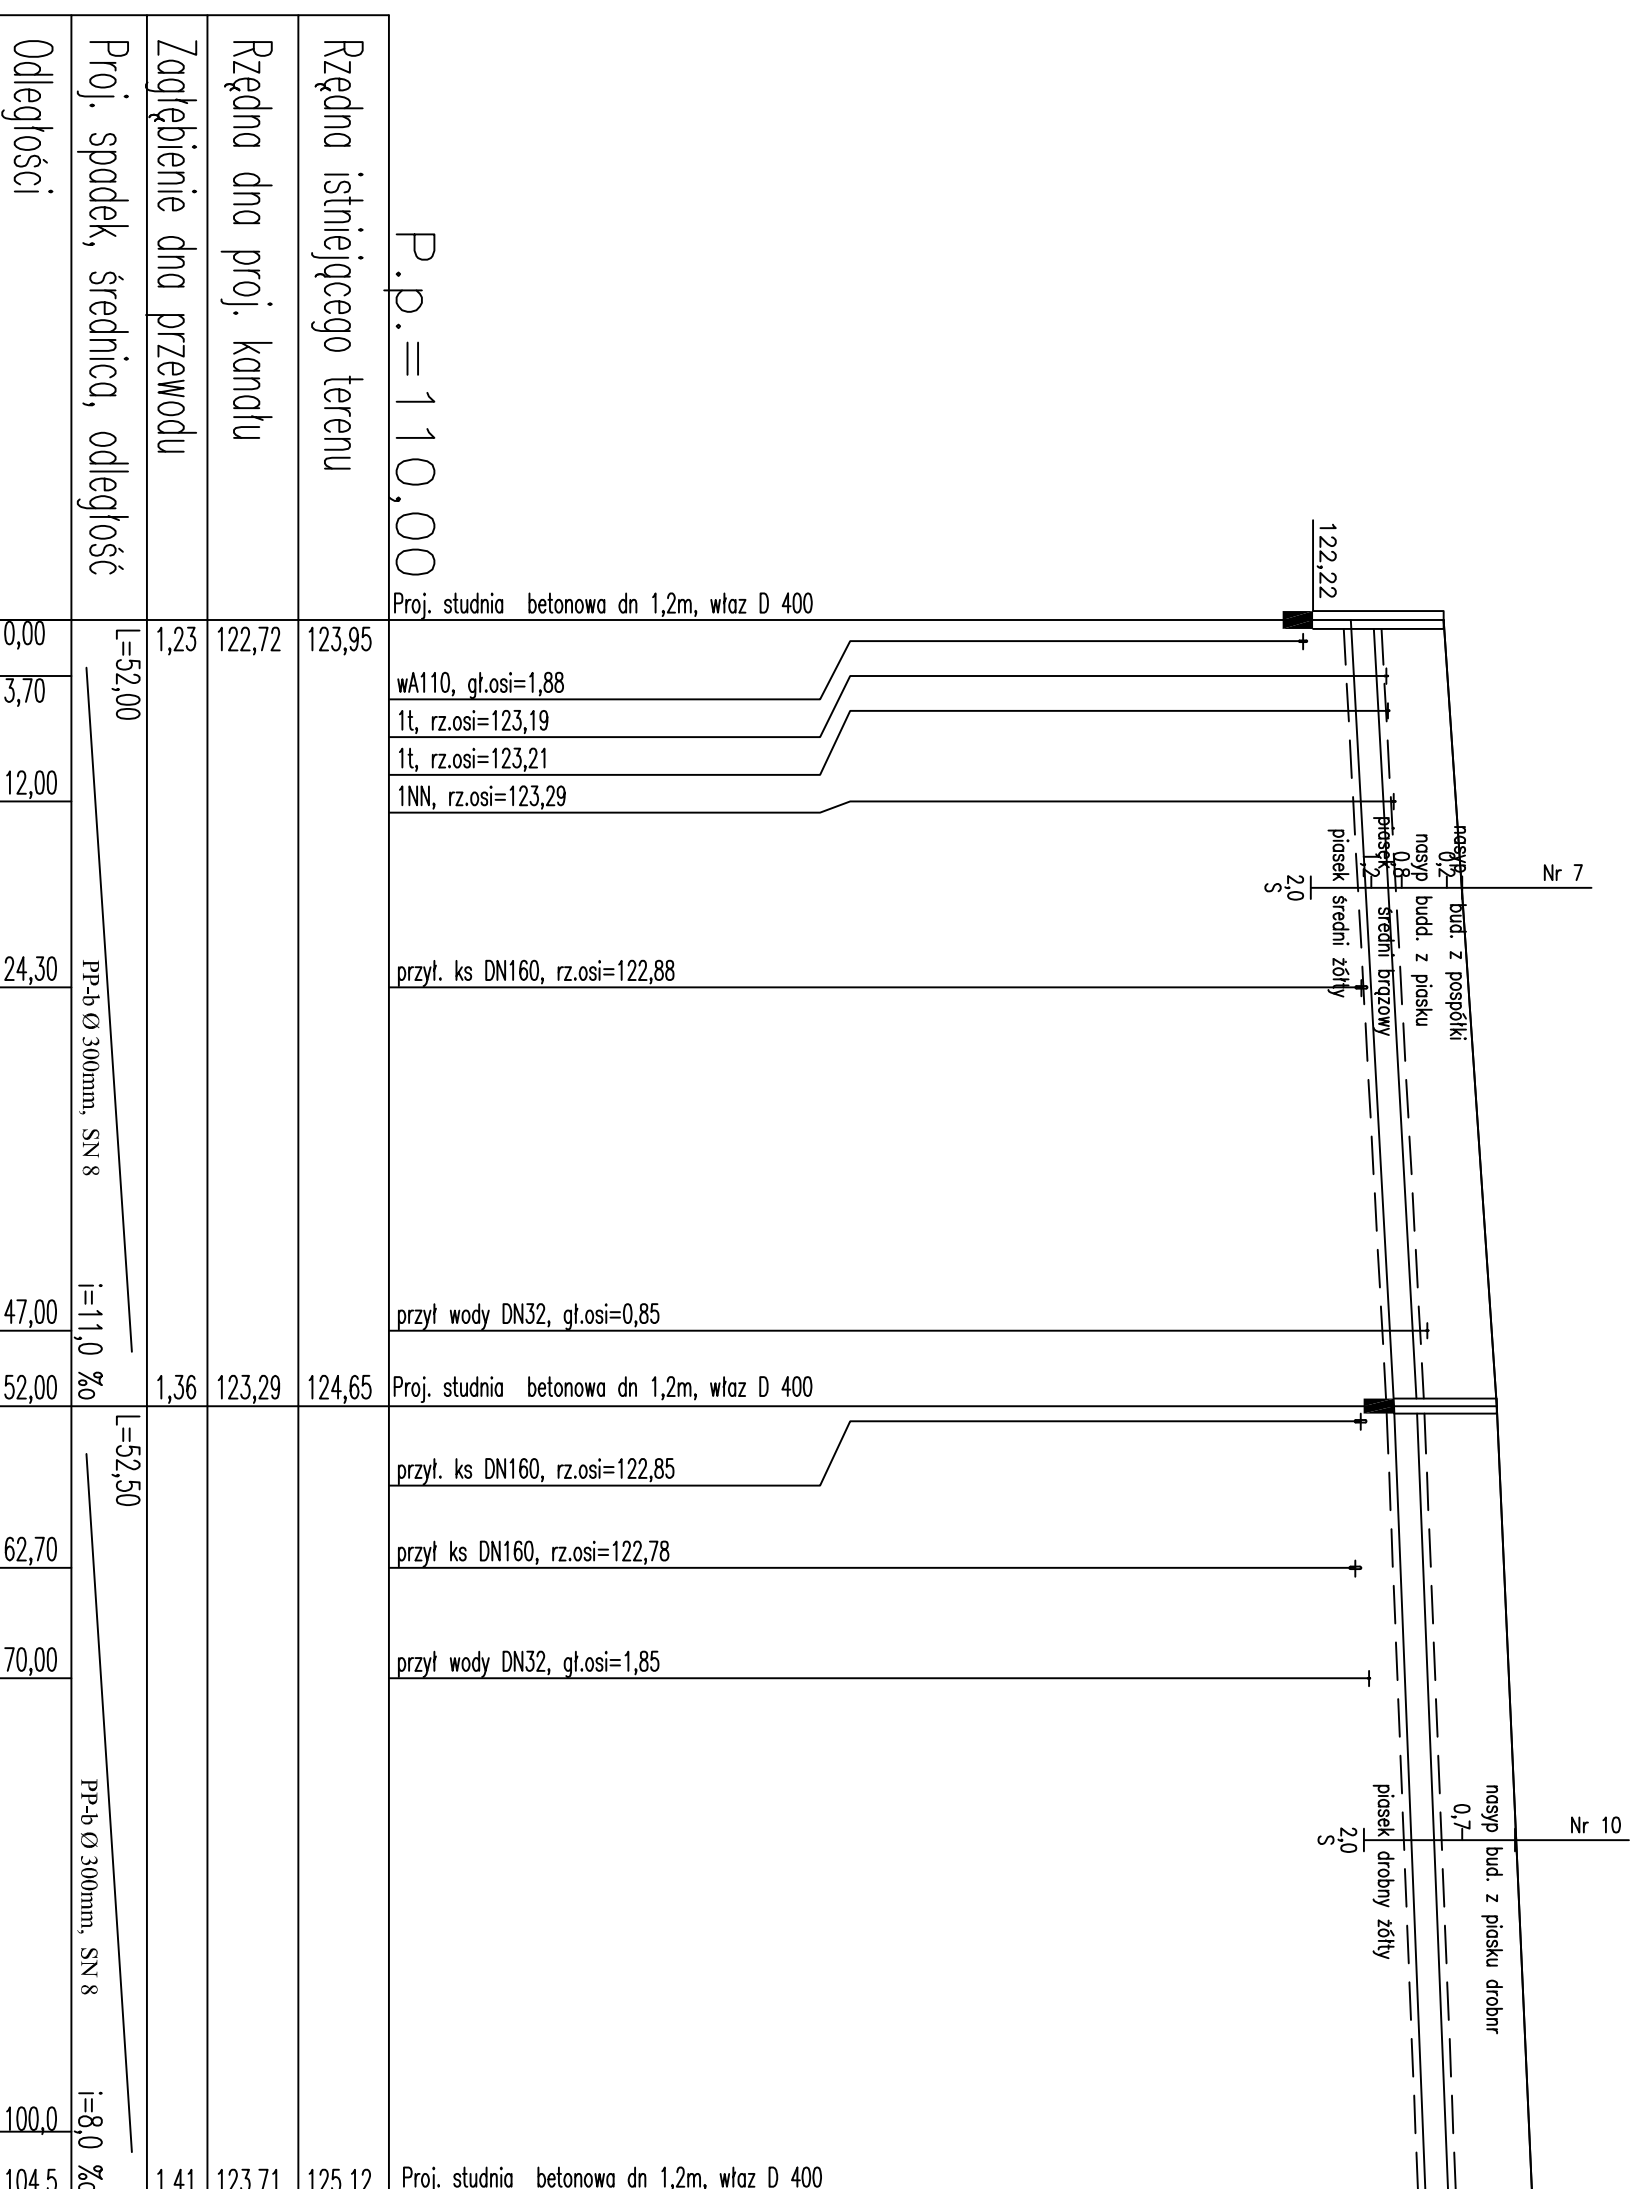 P.p.=110,00
Rzędna istniejącego terenu
Rzędna dna proj. kanału
Zagłębienie dna przewodu
Proj. spadek, średnica, odległość
Odległości
122,22
Proj. studnia betonowa dn 1,2m, właz D 400
wA110, gł.osi=1,88
1t, rz.osi=123,19
1t, rz.osi=123,21
1NN, rz.osi=123,29
przył. ks DN160, rz.osi=122,88
przył wody DN32, gł.osi=0,85
Proj. studnia betonowa dn 1,2m, właz D 400
przył. ks DN160, rz.osi=122,85
przył ks DN160, rz.osi=122,78
przył wody DN32, gł.osi=1,85
Proj. studnia betonowa dn 1,2m, właz D 400
Nr 7
nasyp bud. z pospółki
0,2
nasyp budd. z piasku
0,8
piasek średni brązowy
1,2
piasek średni żółty
2,0
S
Nr 10
nasyp bud. z piasku drobnr
0,7
piasek drobny żółty
2,0
S
123,95
124,65
125,12
122,72
123,29
123,71
1,23
1,36
1,41
L=52,00
PP-b Ø 300mm, SN 8
i=11,0 ‰
L=52,50
PP-b Ø 300mm, SN 8
i=8,0 ‰
0,00
3,70
12,00
24,30
47,00
52,00
62,70
70,00
100,0
104,5